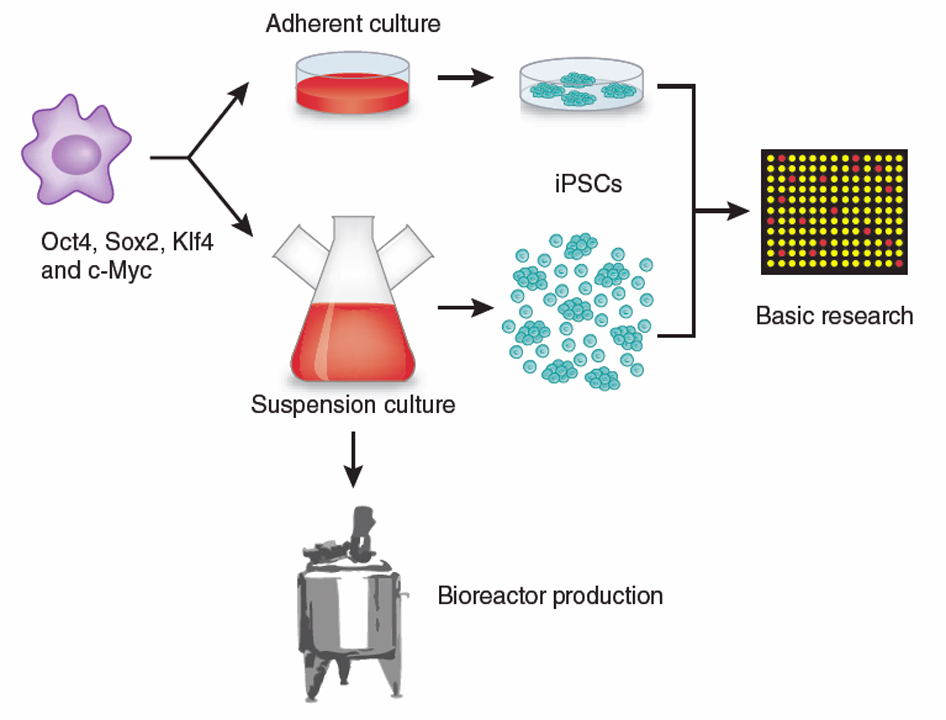 Adherent culture
iPSCs
Oct4, Sox2, Klf4
and c-Myc
Basic research
Suspension culture
Bioreactor production